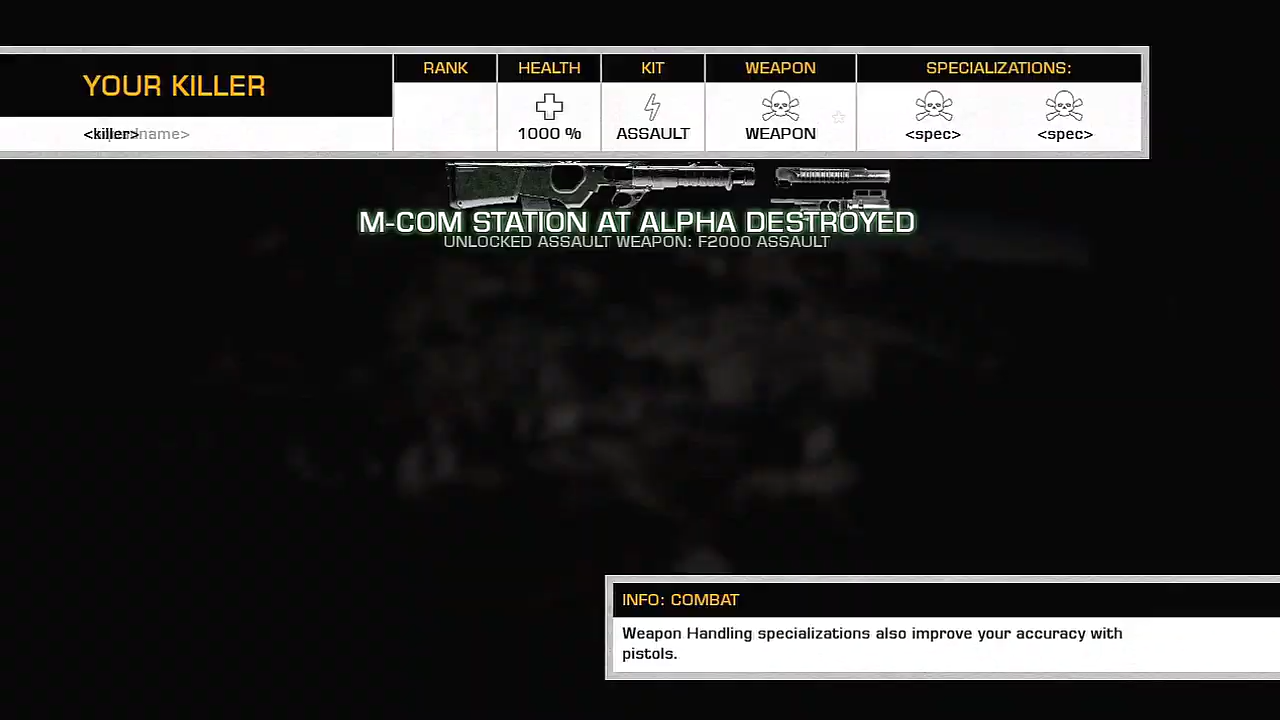 YOUR KILLER
RANK
HEALTH
KIT
WEAPON
SPECIALIZATIONS:
<killer> name>
1000 %
ASSAULT
WEAPON
<spec>
<spec>
M-COM STATION AT ALPHA DESTROYED
UNLOCKED ASSAULT WEAPON: F2000 ASSAULT
INFO: COMBAT
Weapon Handling specializations also improve your accuracy with
pistols.